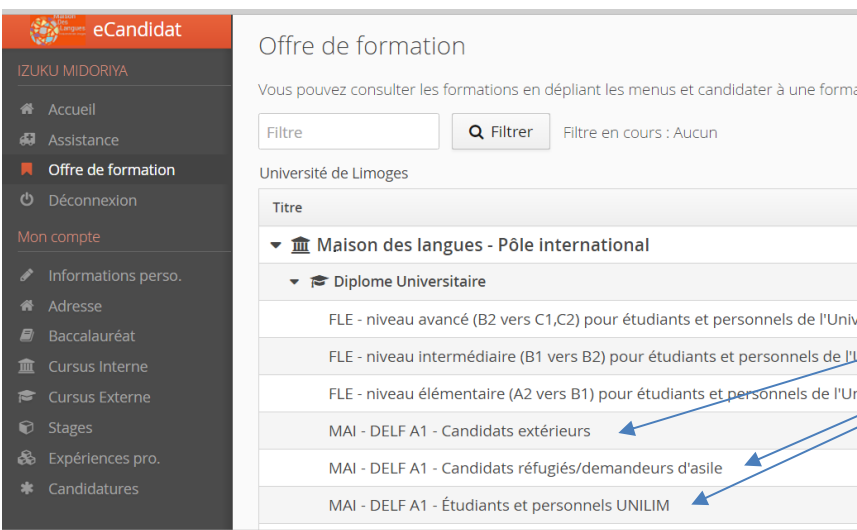 Maison
des
Langues
eCandidat
IZUKU MIDORIYA
Accueil
Assistance
Offre de formation
Déconnexion
Mon compte
Informations perso.
Adresse
Baccalauréat
Cursus Interne
Cursus Externe
Stages
Expériences pro.
Candidatures
Offre de formation
Vous pouvez consulter les formations en dépliant les menus et candidater à une forma
Filtre
Filtrer
Filtre en cours : Aucun
Université de Limoges
Titre
Maison des langues - Pôle international
Diplome Universitaire
FLE - niveau avancé (B2 vers C1,C2) pour étudiants et personnels de l'Univ
FLE - niveau intermédiaire (B1 vers B2) pour étudiants et personnels de l'U
FLE - niveau élémentaire (A2 vers B1) pour étudiants et personnels de l'Un
MAI - DELF A1 - Candidats extérieurs
MAI - DELF A1 - Candidats réfugiés/demandeurs d'asile
MAI - DELF A1 - Étudiants et personnels UNILIM